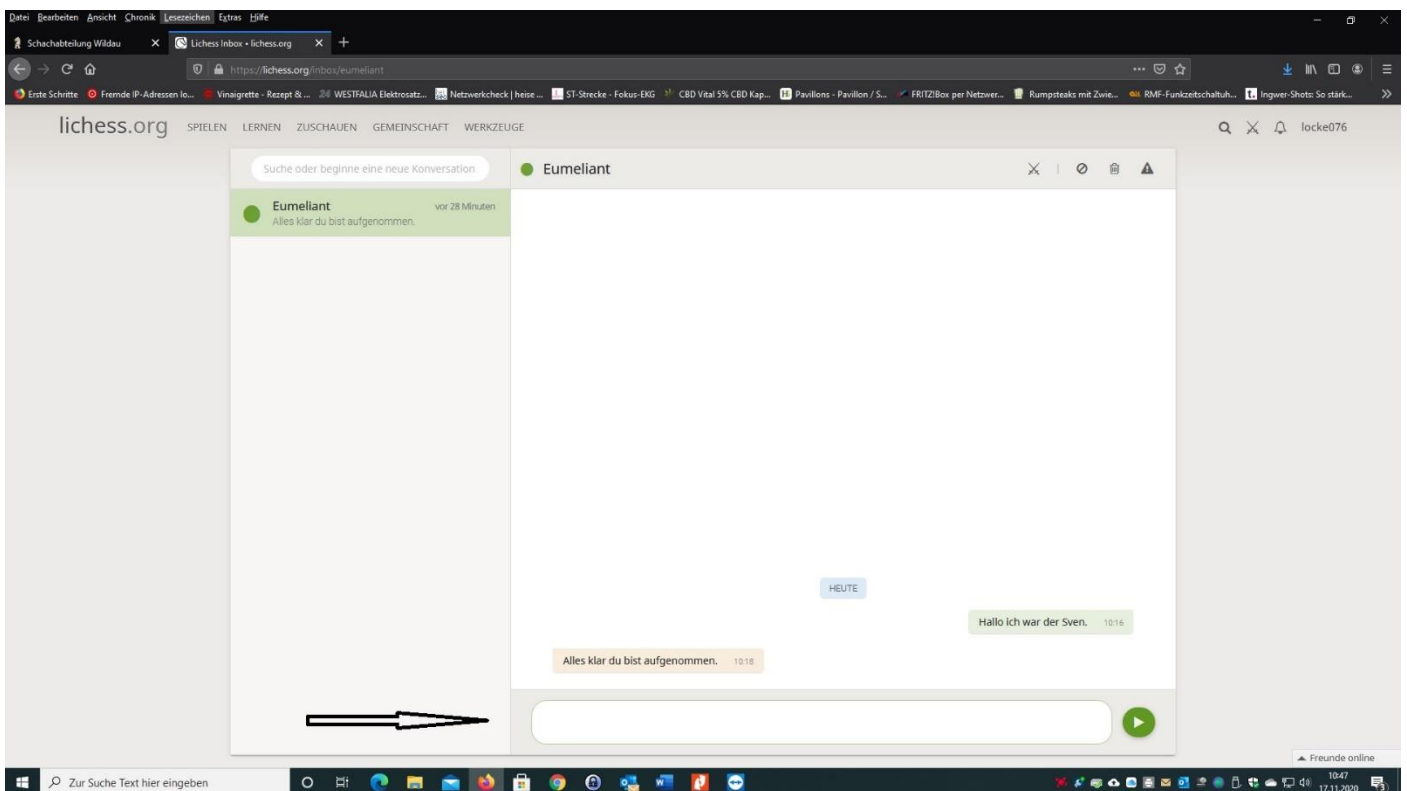 Datei Bearbeiten Ansicht Chronik Lesezeichen Extras Hilfe
Schachabteilung Wildau
Lichess Inbox • lichess.org
https://lichess.org/inbox/eumeliant
Erste Schritte Fremde IP-Adressen lo... Vinaigrette - Rezept & ... WESTFALIA Elektrosatz... Netzwerkcheck | heise ... ST-Strecke - Fokus-EKG CBD Vital 5% CBD Kap... Pavillons - Pavillon / S... FRITZ!Box per Netzwer... Rumpsteaks mit Zwie... RMF-Funkzeitschaltuh... Ingwer-Shots: So stärk...
lichess.org SPIELEN LERNEN ZUSCHAUEN GEMEINSCHAFT WERKZEUGE locke076
Suche oder beginne eine neue Konversation
Eumeliant
Eumeliant vor 28 Minuten
Alles klar du bist aufgenommen.
HEUTE
Hallo ich war der Sven. 10:16
Alles klar du bist aufgenommen. 10:18
Freunde online
Zur Suche Text hier eingeben
10:47
17.11.2020